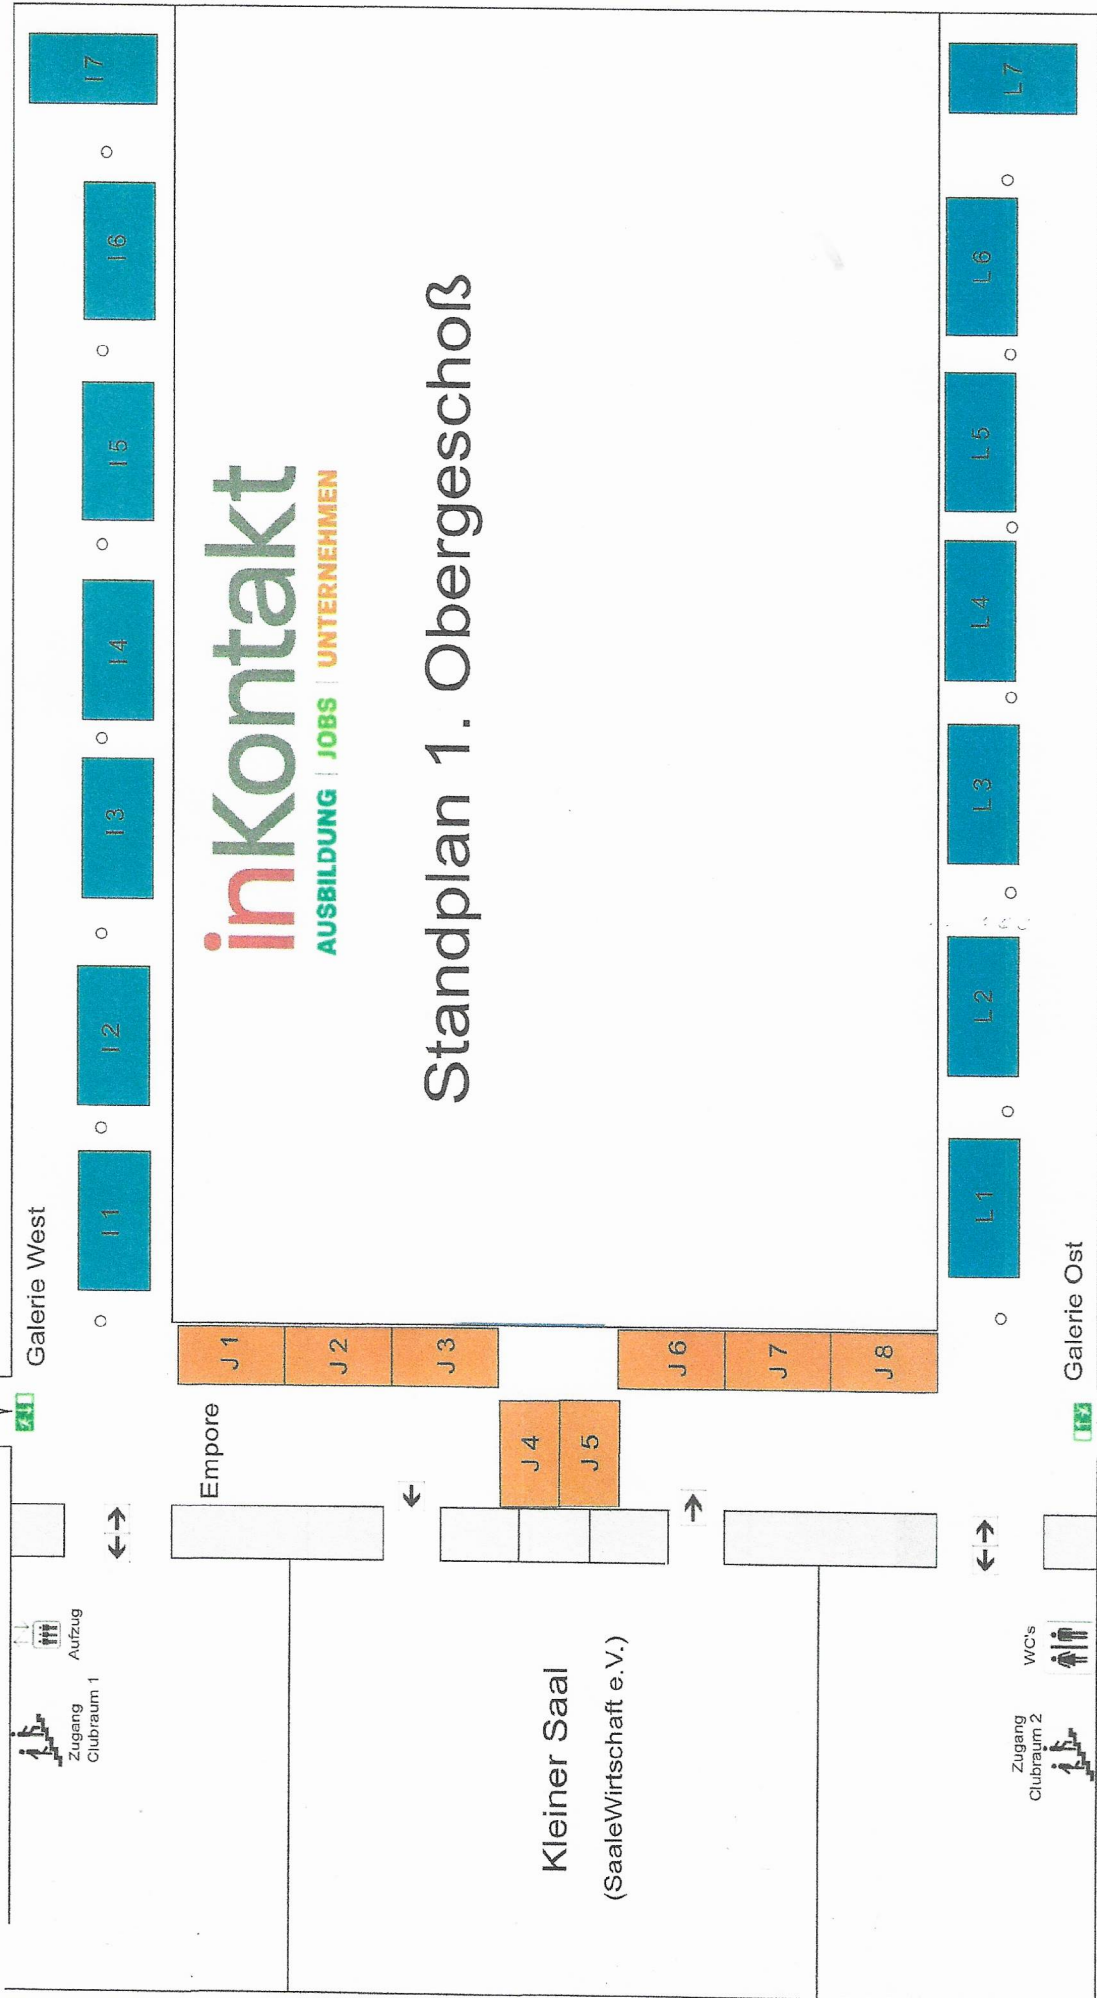 Zugang
Clubraum 1
Aufzug
Galerie West
I 1
I 2
I 3
I 4
I 5
I 6
I 7
Empore
inKontakt
AUSBILDUNG | JOBS | UNTERNEHMEN
Standplan 1. Obergeschoß
J 1
J 2
J 3
J 4
J 5
J 6
J 7
J 8
Kleiner Saal
(SaaleWirtschaft e.V.)
L 1
L 2
L 3
L 4
L 5
L 6
L 7
Zugang
Clubraum 2
WC's
Galerie Ost